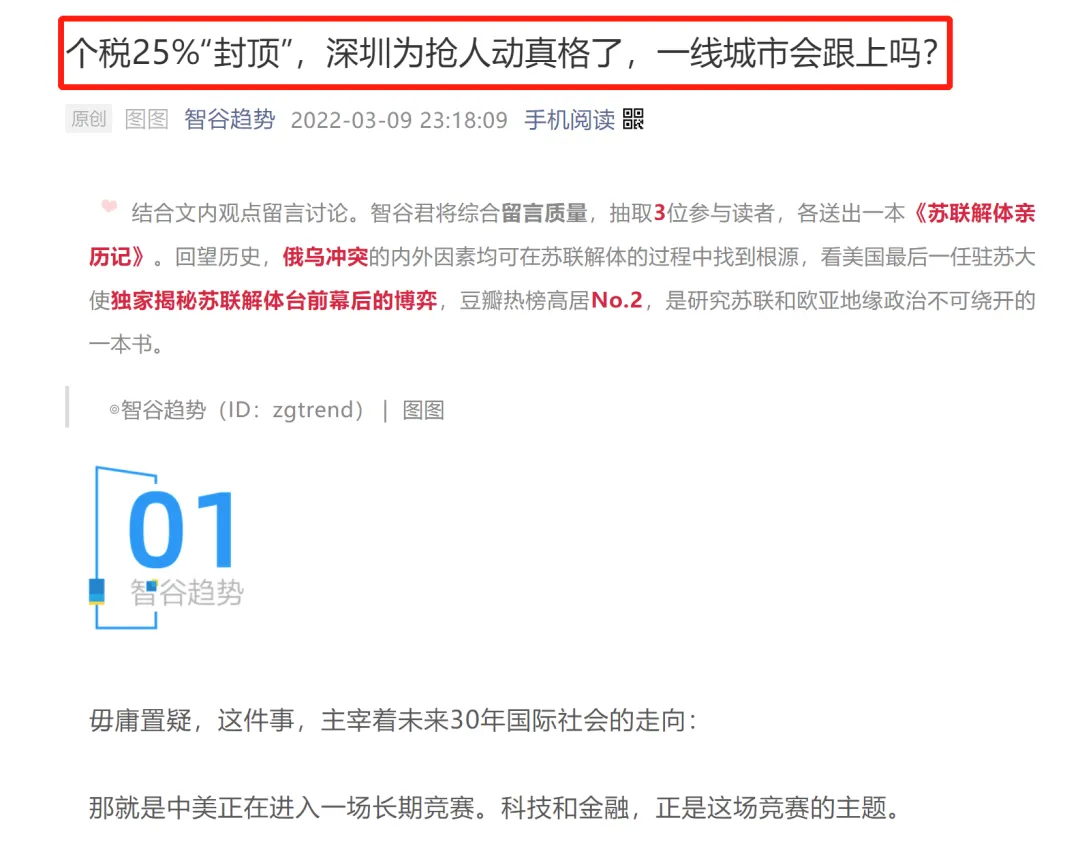 个税25%“封顶”，深圳为抢人动真格了，一线城市会跟上吗？
原创 图图 智谷趋势 2022-03-09 23:18:09 手机阅读
结合文内观点留言讨论。智谷君将综合留言质量，抽取3位参与读者，各送出一本《苏联解体亲
历记》。回望历史，俄乌冲突的内外因素均可在苏联解体的过程中找到根源，看美国最后一任驻苏大
使独家揭秘苏联解体台前幕后的博弈，豆瓣热榜高居No.2，是研究苏联和欧亚地缘政治不可绕开的
一本书。
◎智谷趋势（ID：zgtrend）｜ 图图
01
智谷趋势
毋庸置疑，这件事，主宰着未来30年国际社会的走向：
那就是中美正在进入一场长期竞赛。科技和金融，正是这场竞赛的主题。